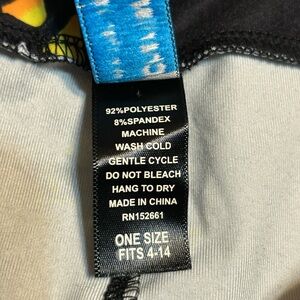 92%POLYESTER
8%SPANDEX
MACHINE
WASH COLD
GENTLE CYCLE
DO NOT BLEACH
HANG TO DRY
MADE IN CHINA
RN152661
ONE SIZE
FITS 4-14